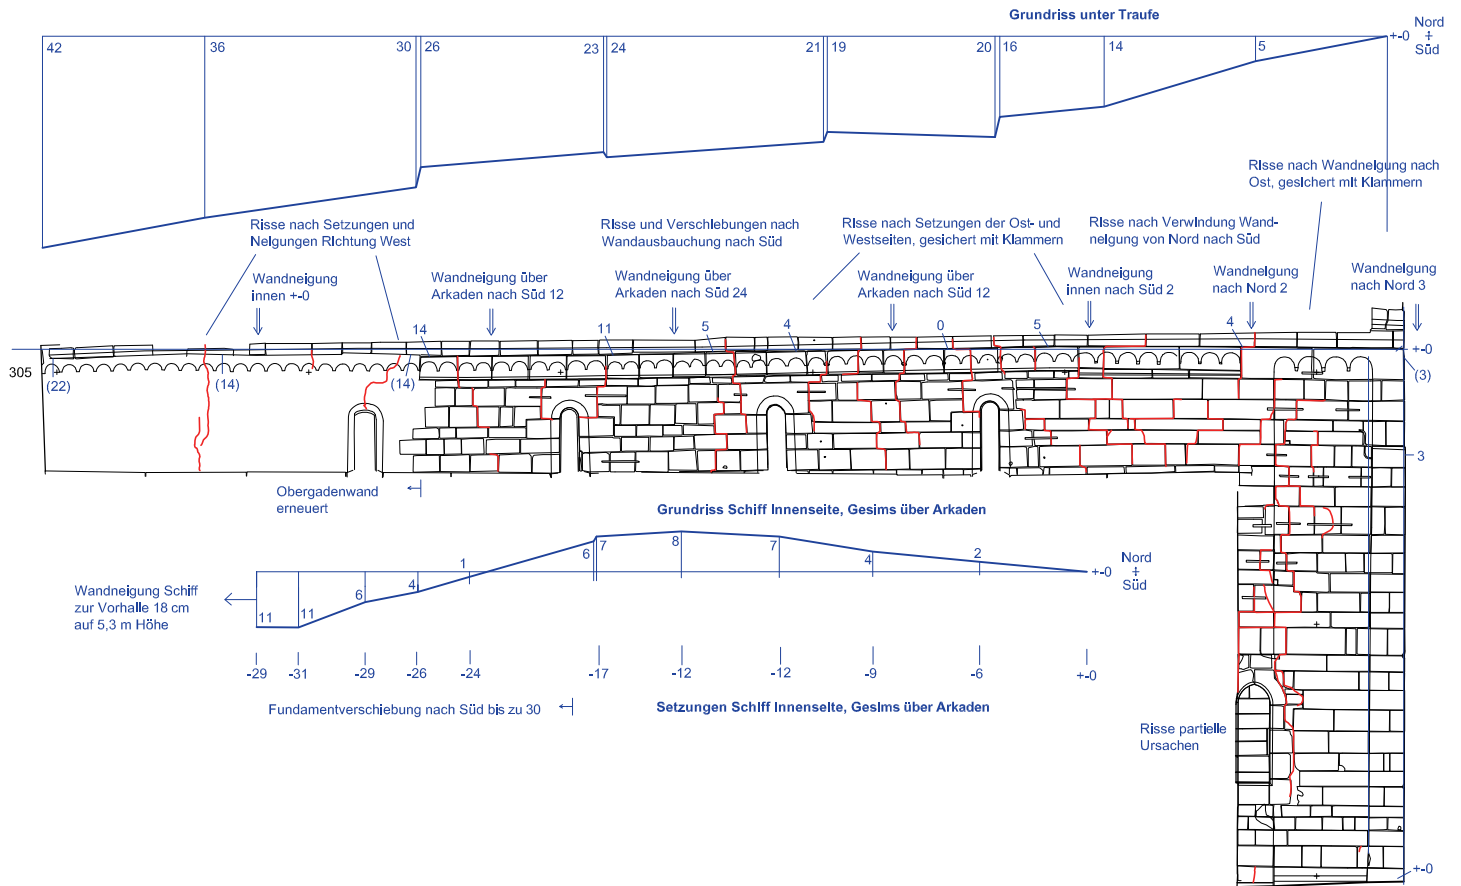 Grundriss unter Traufe
42 36 30 26 23 24 21 19 20 16 14 5 +-0 Nord
+
Süd
Risse nach Wandneigung nach
Ost, gesichert mit Klammern
Risse nach Setzungen und
Neigungen Richtung West
Risse und Verschiebungen nach
Wandausbauchung nach Süd
Risse nach Setzungen der Ost- und
Westseiten, gesichert mit Klammern
Risse nach Verwindung Wand-
neigung von Nord nach Süd
Wandneigung
innen +-0
Wandneigung über
Arkaden nach Süd 12
Wandneigung über
Arkaden nach Süd 24
Wandneigung über
Arkaden nach Süd 12
Wandneigung
innen nach Süd 2
Wandneigung
nach Nord 2
Wandneigung
nach Nord 3
14 11 5 4 0 5 4 +-0
305
(22) (14) (14) (3)
3
Obergadenwand
erneuert
Grundriss Schiff Innenseite, Gesims über Arkaden
11 11 6 4 1 6 7 8 7 4 2 +-0 Nord
+
Süd
Wandneigung Schiff
zur Vorhalle 18 cm
auf 5,3 m Höhe
-29 -31 -29 -26 -24 -17 -12 -12 -9 -6 +-0
Fundamentverschiebung nach Süd bis zu 30
Setzungen Schiff Innenseite, Gesims über Arkaden
Risse partielle
Ursachen
+-0